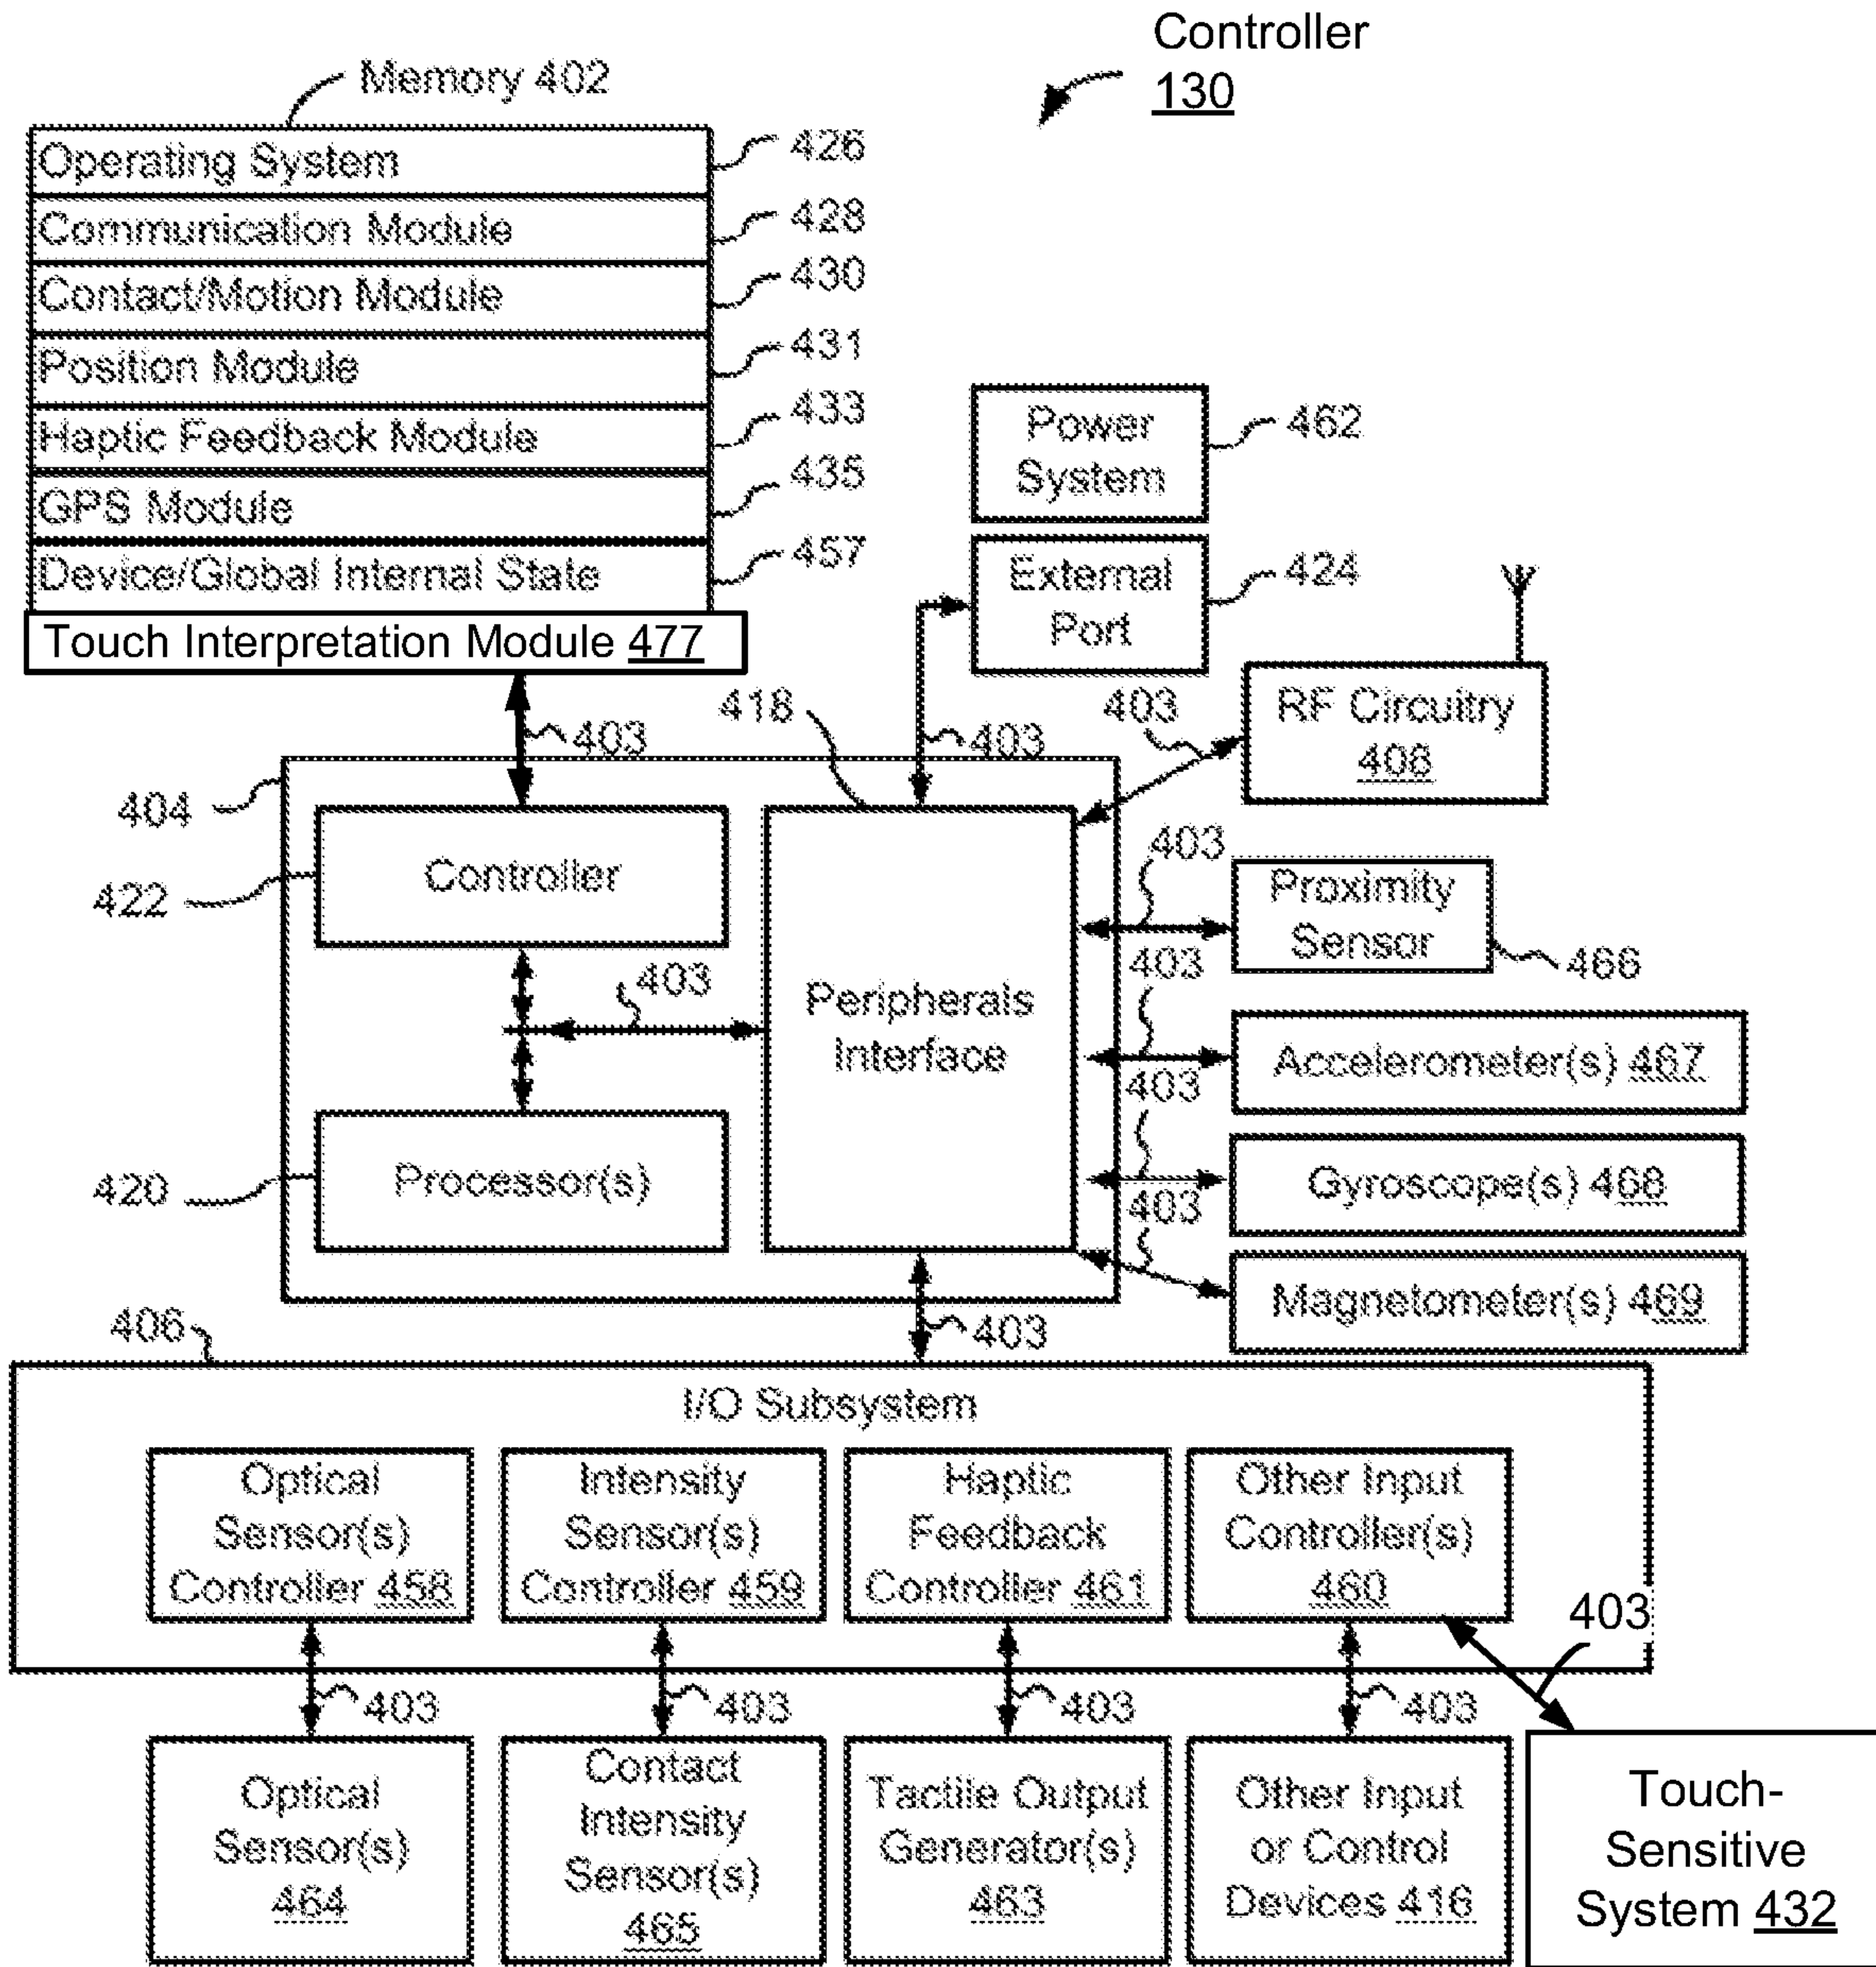 Controller
130
Memory 402
Operating System
426
Communication Module
428
Contact/Motion Module
430
Position Module
431
Haptic Feedback Module
433
GPS Module
435
Device/Global Internal State
457
Touch Interpretation Module 477
Power
System
462
External
Port
424
RF Circuitry
408
403
403
403
418
404
Controller
422
403
Processor(s)
420
Peripherals
Interface
403
Proximity
Sensor
466
403
Accelerometer(s) 467
403
Gyroscope(s) 468
403
Magnetometer(s) 469
403
406
I/O Subsystem
Optical
Sensor(s)
Controller 458
Intensity
Sensor(s)
Controller 459
Haptic
Feedback
Controller 461
Other Input
Controller(s)
460
403
403
403
403
403
Optical
Sensor(s)
464
Contact
Intensity
Sensor(s)
465
Tactile Output
Generator(s)
463
Other Input
or Control
Devices 416
Touch-
Sensitive
System 432